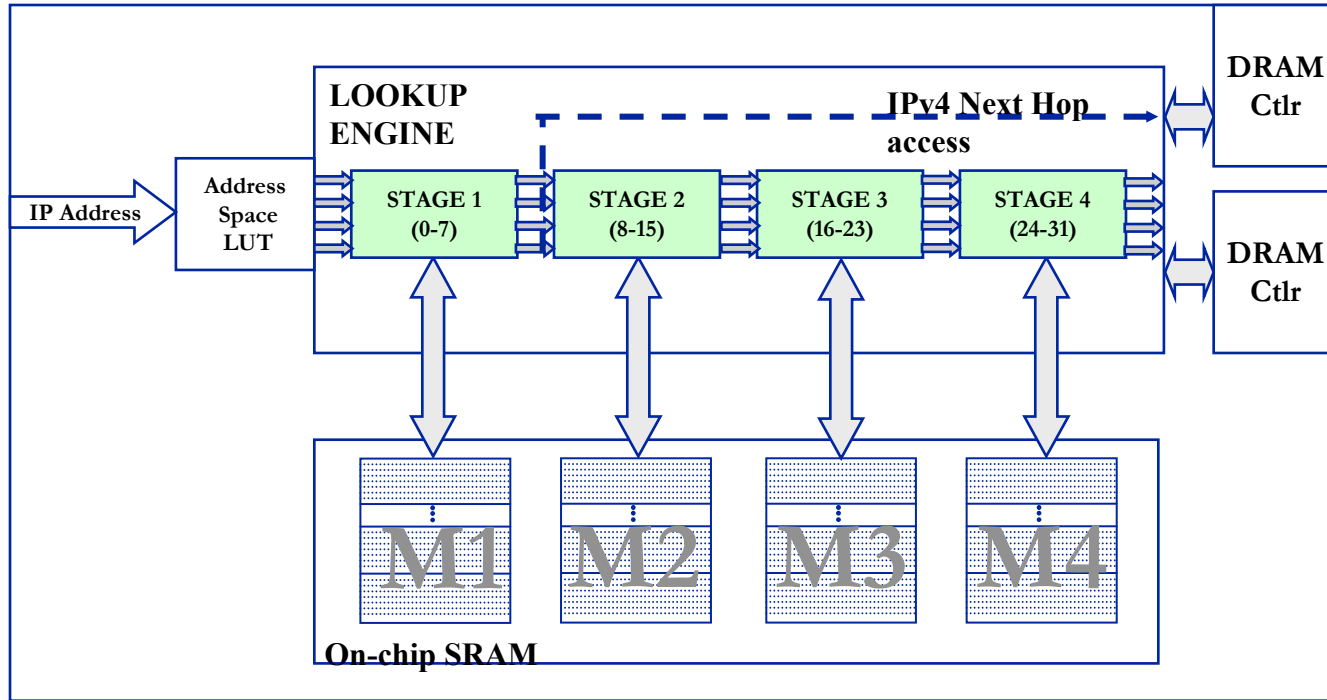 LOOKUP
ENGINE
IPv4 Next Hop
access
DRAM
Ctlr
IP Address
Address
Space
LUT
STAGE 1
(0-7)
STAGE 2
(8-15)
STAGE 3
(16-23)
STAGE 4
(24-31)
DRAM
Ctlr
M1
M2
M3
M4
On-chip SRAM